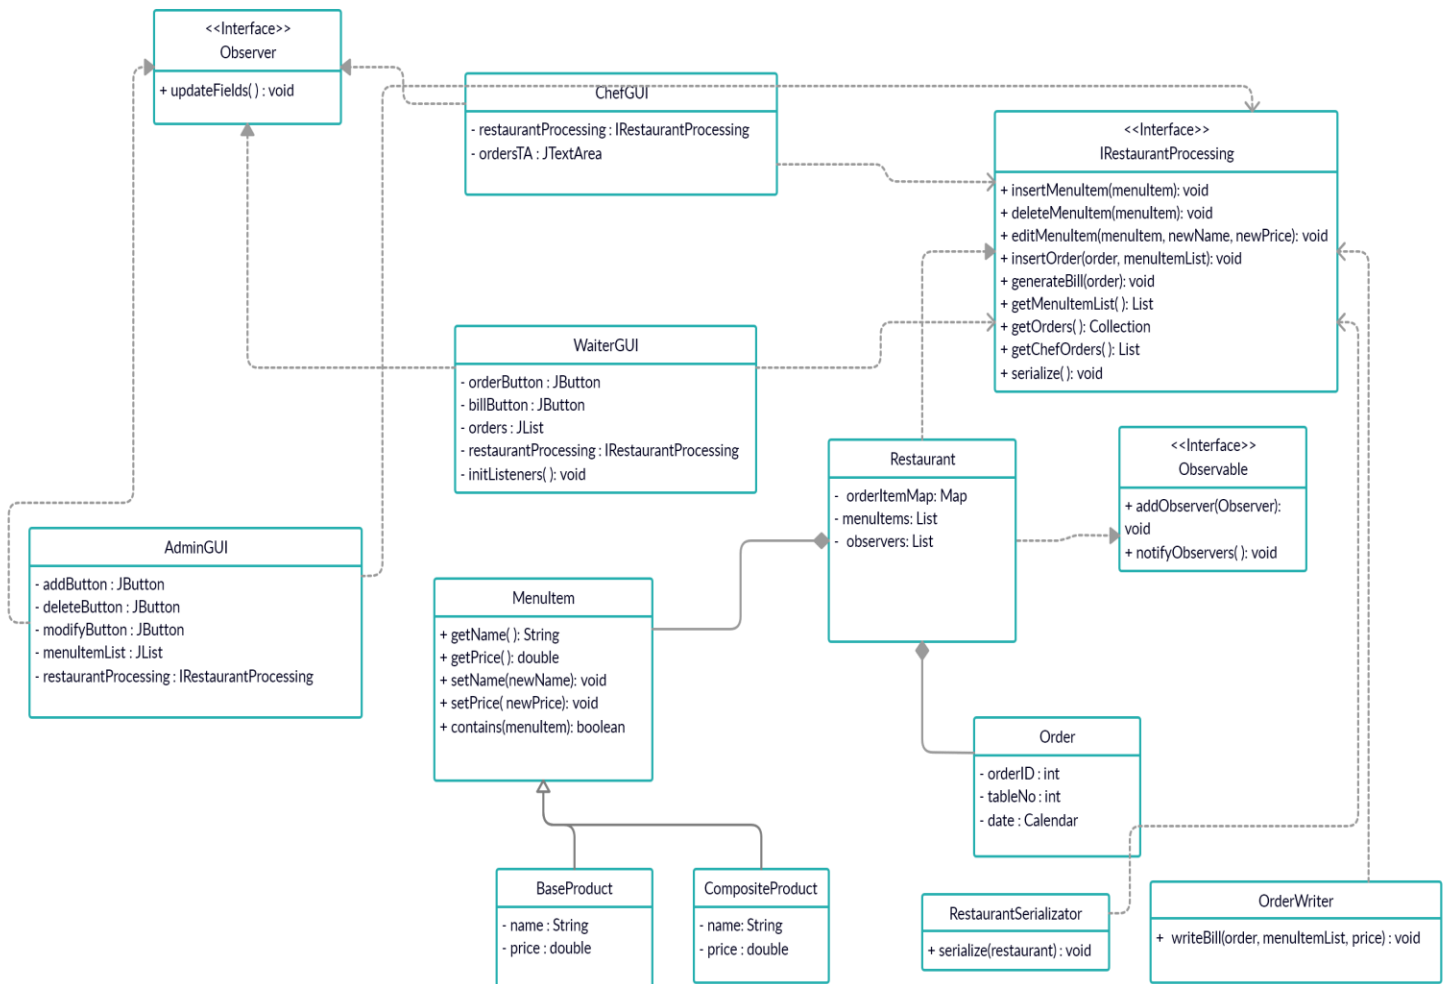 <<Interface>>
Observer
+ updateFields( ) : void
ChefGUI
- restaurantProcessing : IRestaurantProcessing
- ordersTA : JTextArea
<<Interface>>
IRestaurantProcessing
+ insertMenuItem(menuItem): void
+ deleteMenuItem(menuItem): void
+ editMenuItem(menuItem, newName, newPrice): void
+ insertOrder(order, menuItemList): void
+ generateBill(order): void
+ getMenuItemList( ): List
+ getOrders( ): Collection
+ getChefOrders( ): List
+ serialize( ): void
WaiterGUI
- orderButton : JButton
- billButton : JButton
- orders : JList
- restaurantProcessing : IRestaurantProcessing
- initListeners( ): void
Restaurant
- orderItemMap: Map
- menuItems: List
- observers: List
<<Interface>>
Observable
+ addObserver(Observer):
void
+ notifyObservers( ): void
AdminGUI
- addButton : JButton
- deleteButton : JButton
- modifyButton : JButton
- menuItemList : JList
- restaurantProcessing : IRestaurantProcessing
MenuItem
+ getName( ): String
+ getPrice( ): double
+ setName(newName): void
+ setPrice( newPrice): void
+ contains(menuItem): boolean
Order
- orderID : int
- tableNo : int
- date : Calendar
BaseProduct
- name : String
- price : double
CompositeProduct
- name: String
- price : double
RestaurantSerializator
+ serialize(restaurant) : void
OrderWriter
+ writeBill(order, menuItemList, price) : void